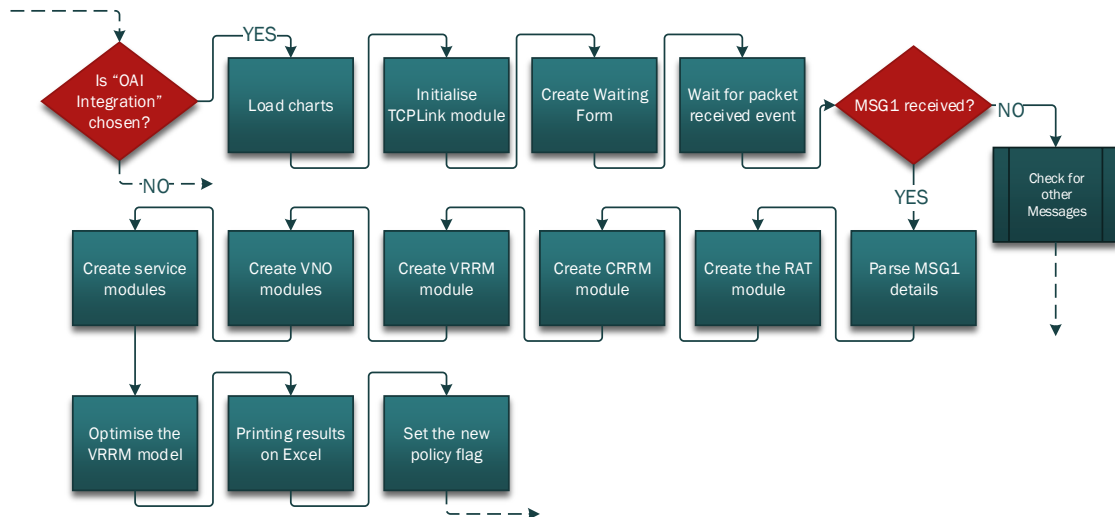 YES
Is “OAI
Integration”
chosen?
Load charts
Initialise
TCPLink module
Create Waiting
Form
Wait for packet
received event
MSG1 received?
NO
NO
YES
Check for
other
Messages
Create service
modules
Create VNO
modules
Create VRRM
module
Create CRRM
module
Create the RAT
module
Parse MSG1
details
Optimise the
VRRM model
Printing results
on Excel
Set the new
policy flag